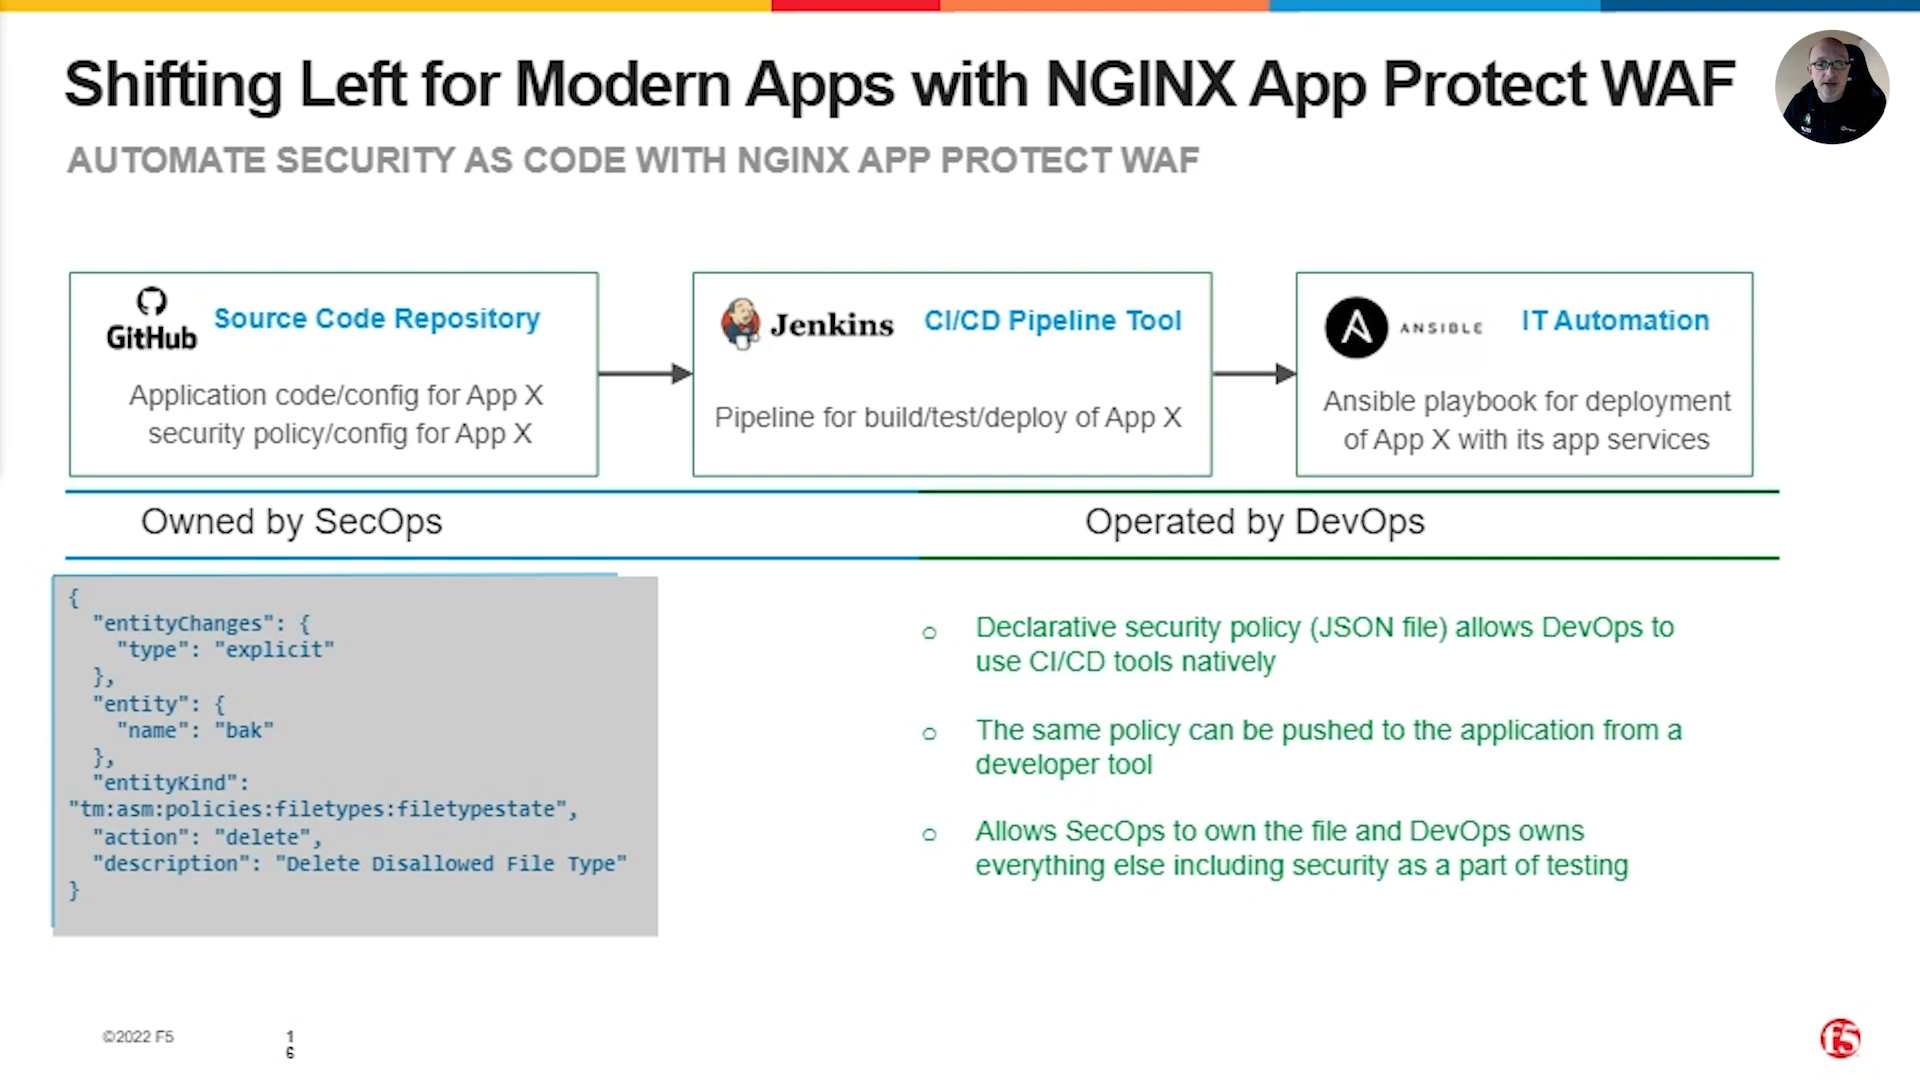 Shifting Left for Modern Apps with NGINX App Protect WAF
AUTOMATE SECURITY AS CODE WITH NGINX APP PROTECT WAF
GitHub
Source Code Repository
Application code/config for App X
security policy/config for App X
Jenkins
CI/CD Pipeline Tool
Pipeline for build/test/deploy of App X
ANSIBLE
IT Automation
Ansible playbook for deployment
of App X with its app services
Owned by SecOps
Operated by DevOps
{
"entityChanges": {
"type": "explicit"
},
"entity": {
"name": "bak"
},
"entityKind":
"tm:asm:policies:filetypes:filetypestate",
"action": "delete",
"description": "Delete Disallowed File Type"
}
Declarative security policy (JSON file) allows DevOps to
use CI/CD tools natively
The same policy can be pushed to the application from a
developer tool
Allows SecOps to own the file and DevOps owns
everything else including security as a part of testing
©2022 F5
1
6
f5